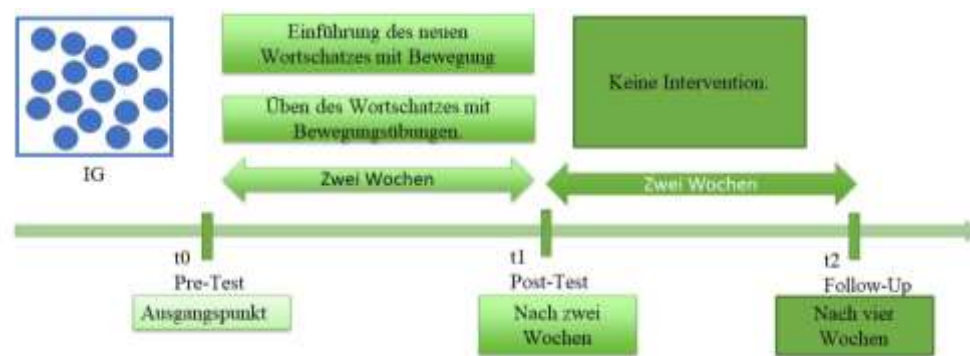 Einführung des neuen
Wortschatzes mit Bewegung
Keine Intervention.
Üben des Wortschatzes mit
Bewegungsübungen.
IG
Zwei Wochen
Zwei Wochen
t0
Pre-Test
Ausgangspunkt
t1
Post-Test
Nach zwei
Wochen
t2
Follow-Up
Nach vier
Wochen